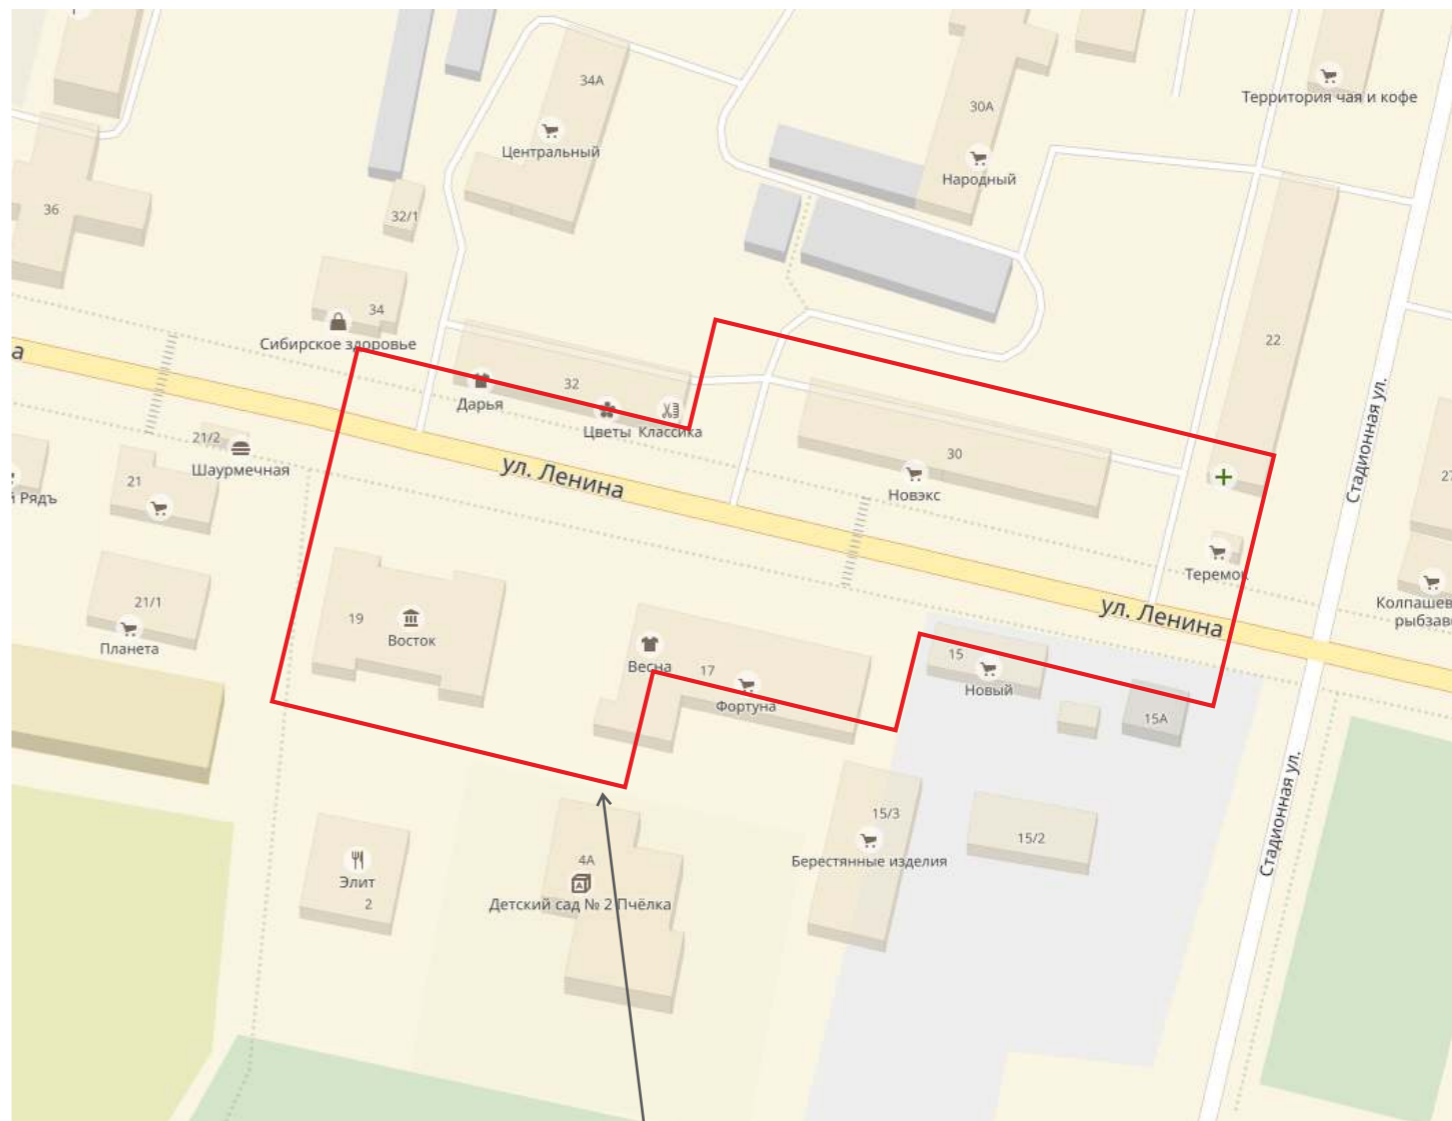 34А
Центральный
30А
Народный
Территория чая и кофе
36
32/1
34
Сибирское здоровье
22
а
32
Дарья
Цветы
Классика
ул. Ленина
30
Новэкс
Стадионная ул.
27
21/2
Шаурмечная
21
й Рядъ
21/1
Планета
19
Восток
Весна
17
Фортуна
Теремок
ул. Ленина
15
Новый
15А
Колпашев
рыбзав
Элит
2
4А
Детский сад № 2 Пчёлка
15/3
Берестянные изделия
15/2
Стадионная ул.